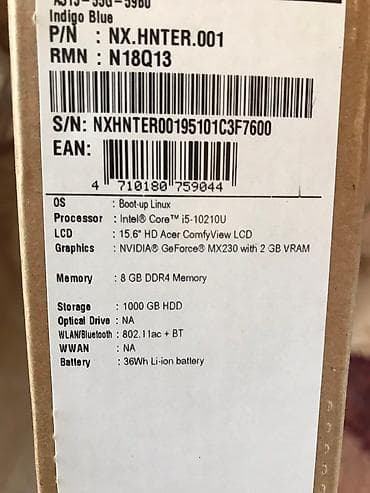 Indigo Blue
P/N : NX.HNTER.001
RMN : N18Q13
S/N: NXHNTER00195101C3F7600
EAN:
4 710180 759044
OS : Boot-up Linux
Processor : Intel® Core™ i5-10210U
LCD : 15.6" HD Acer ComfyView LCD
Graphics : NVIDIA® GeForce® MX230 with 2 GB VRAM
Memory : 8 GB DDR4 Memory
Storage : 1000 GB HDD
Optical Drive : NA
WLAN/Bluetooth : 802.11ac + BT
WWAN : NA
Battery : 36Wh Li-ion battery